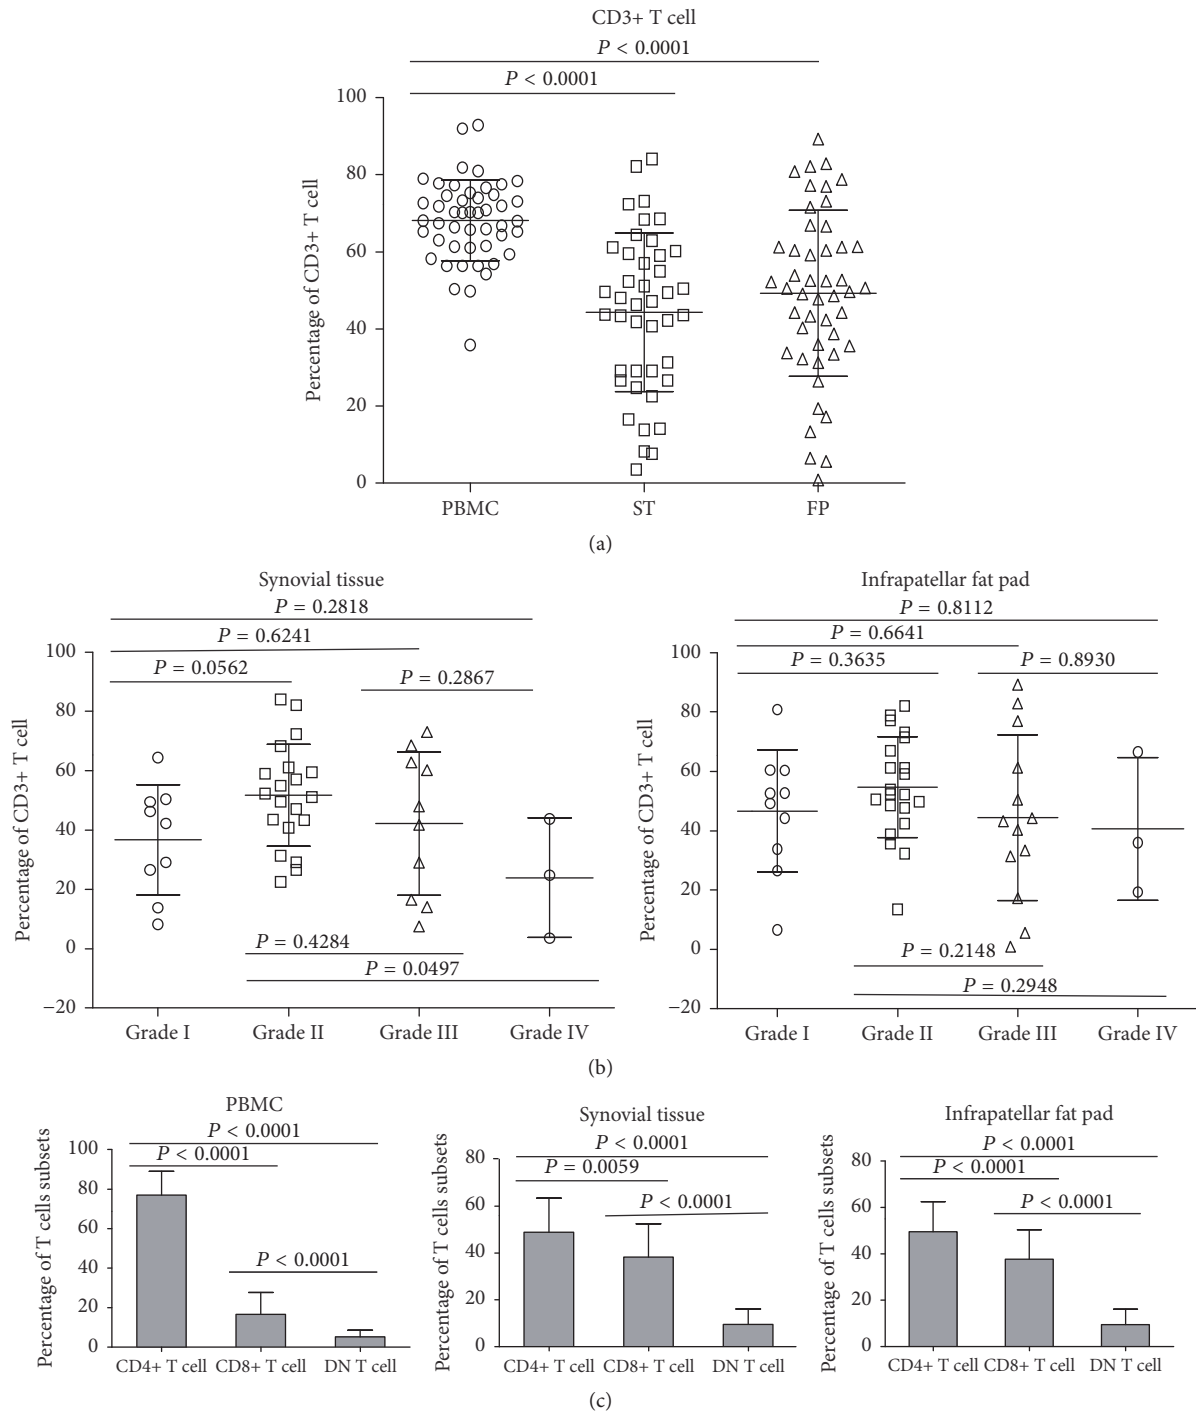 CD3+ T cell
P < 0.0001
P < 0.0001
Percentage of CD3+ T cell
100
80
60
40
20
0
PBMC ST FP
(a)
Synovial tissue
P = 0.2818
P = 0.6241
P = 0.0562
P = 0.2867
Percentage of CD3+ T cell
100
80
60
40
20
0
−20
P = 0.4284
P = 0.0497
Grade I Grade II Grade III Grade IV
Infrapatellar fat pad
P = 0.8112
P = 0.6641
P = 0.3635 P = 0.8930
Percentage of CD3+ T cell
100
80
60
40
20
0
−20
P = 0.2148
P = 0.2948
Grade I Grade II Grade III Grade IV
(b)
PBMC
P < 0.0001
P < 0.0001
P < 0.0001
Percentage of T cells subsets
100
80
60
40
20
0
CD4+ T cell CD8+ T cell DN T cell
Synovial tissue
P < 0.0001
P = 0.0059
P < 0.0001
Percentage of T cells subsets
80
60
40
20
0
CD4+ T cell CD8+ T cell DN T cell
Infrapatellar fat pad
P < 0.0001
P < 0.0001
P < 0.0001
Percentage of T cells subsets
80
60
40
20
0
CD4+ T cell CD8+ T cell DN T cell
(c)